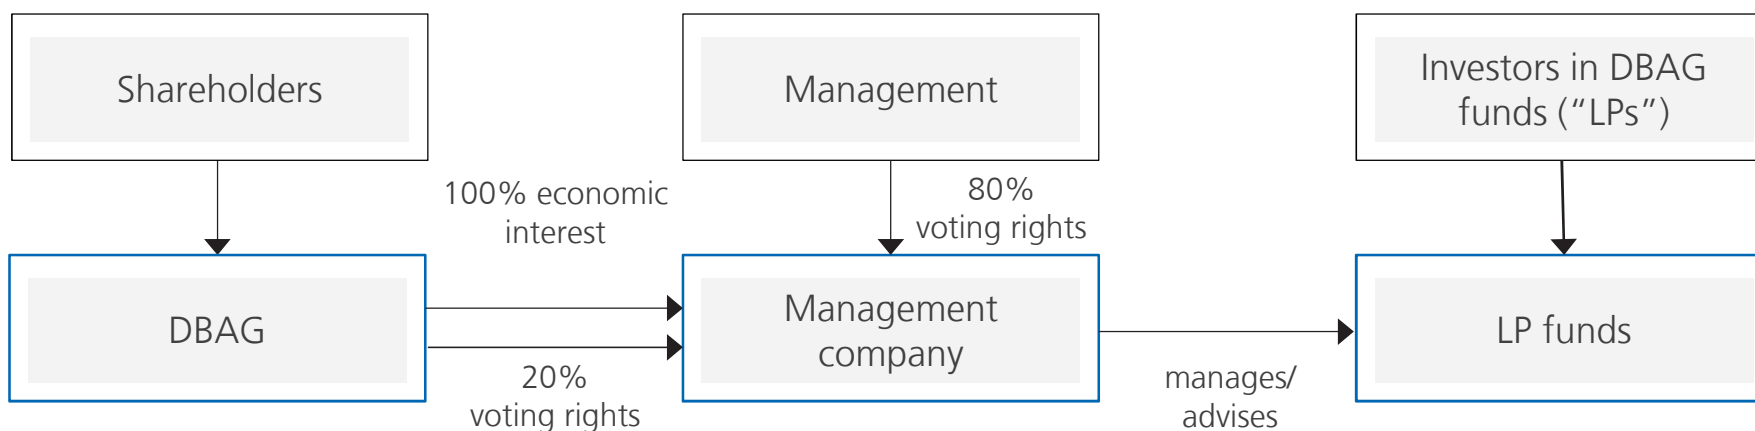 Shareholders
Management
Investors in DBAG
funds (“LPs”)
100% economic
interest
80%
voting rights
DBAG
Management
company
LP funds
20%
voting rights
manages/
advises